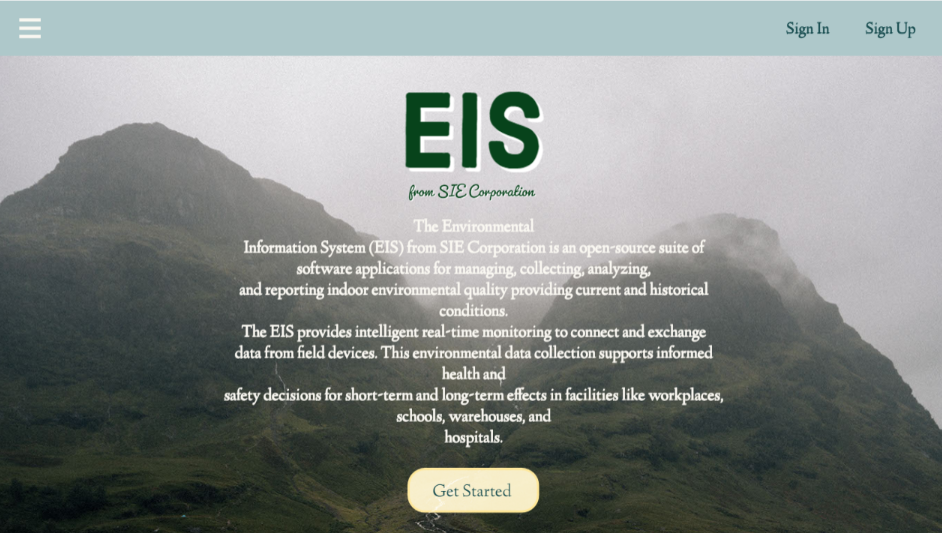 Sign In
Sign Up
EIS
from SIE Corporation
The Environmental
Information System (EIS) from SIE Corporation is an open-source suite of
software applications for managing, collecting, analyzing,
and reporting indoor environmental quality providing current and historical
conditions.
The EIS provides intelligent real-time monitoring to connect and exchange
data from field devices. This environmental data collection supports informed
health and
safety decisions for short-term and long-term effects in facilities like workplaces,
schools, warehouses, and
hospitals.
Get Started